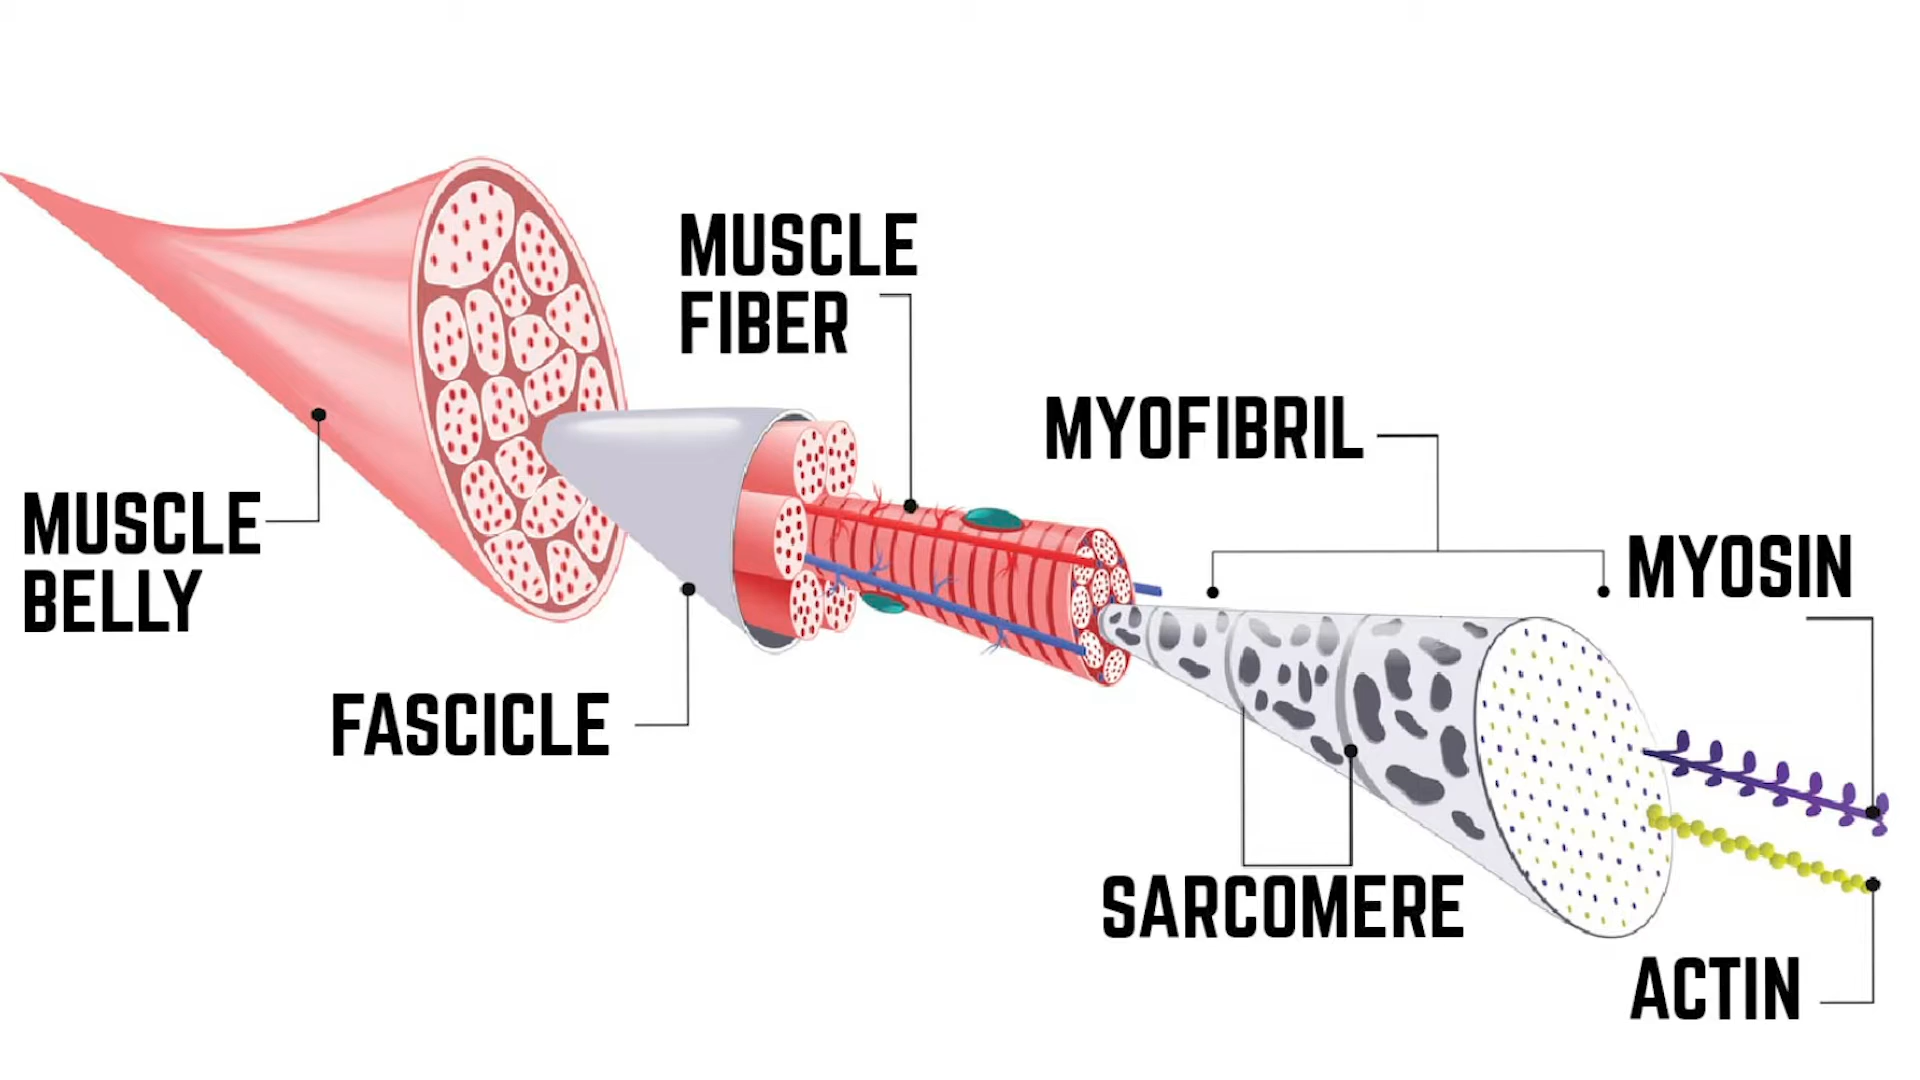 MUSCLE
FIBER
MYOFIBRIL
MUSCLE
BELLY
MYOSIN
FASCICLE
SARCOMERE
ACTIN